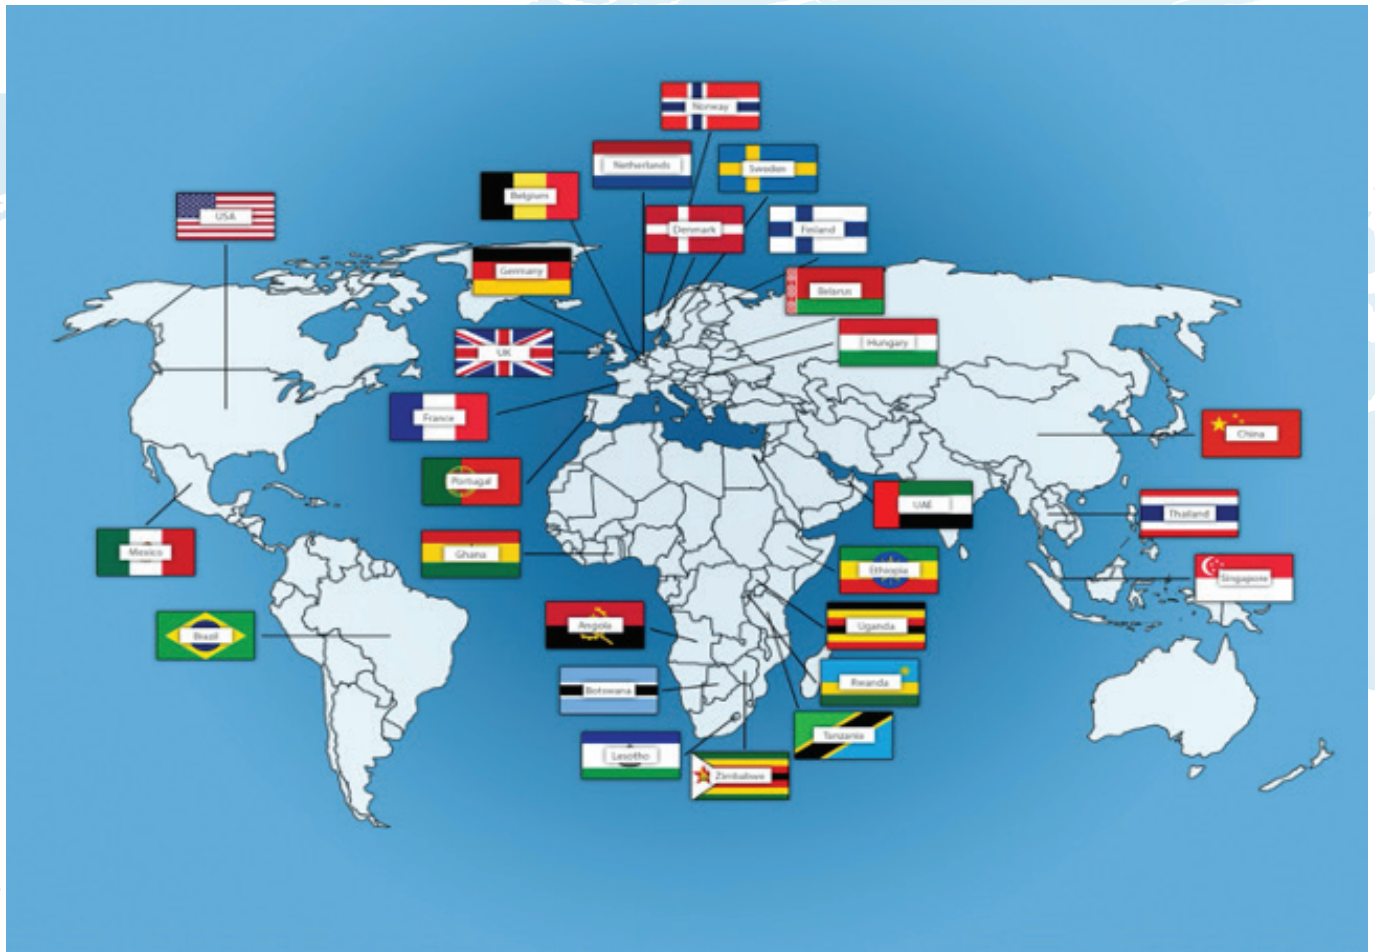 Norway
Netherlands
Sweden
Belgium
USA
Denmark
Finland
Germany
Belarus
UK
Hungary
France
China
Portugal
UAE
Thailand
Mexico
Ghana
Ethiopia
Singapore
Brazil
Angola
Uganda
Botswana
Rwanda
Tanzania
Lesotho
Zimbabwe